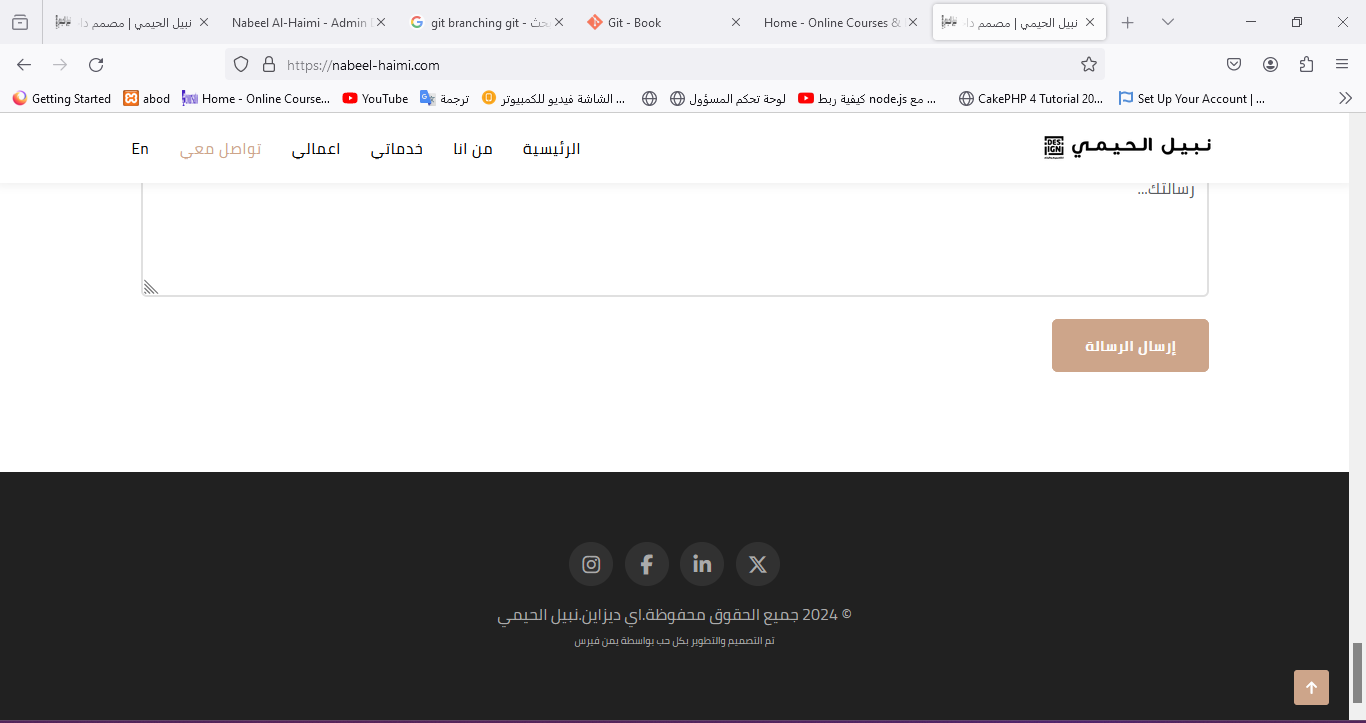 نبيل الحيمي | مصمم دا
Nabeel Al-Haimi - Admin
git branching git - بحث
Git - Book
Home - Online Courses &
نبيل الحيمي | مصمم دا
https://nabeel-haimi.com
Getting Started
abod
Home - Online Course...
YouTube
ترجمة
الشاشة فيديو للكمبيوتر ...
لوحة تحكم المسؤول
كيفية ربط node.js مع ...
CakePHP 4 Tutorial 20...
Set Up Your Account | ...
نبيل الحيمي
DES
IGN
الرئيسية
من انا
خدماتي
اعمالي
تواصل معي
En
رسالتك...
إرسال الرسالة
© 2024 جميع الحقوق محفوظة.اي ديزاين.نبيل الحيمي
تم التصميم والتطوير بكل حب بواسطة يمن فيرس